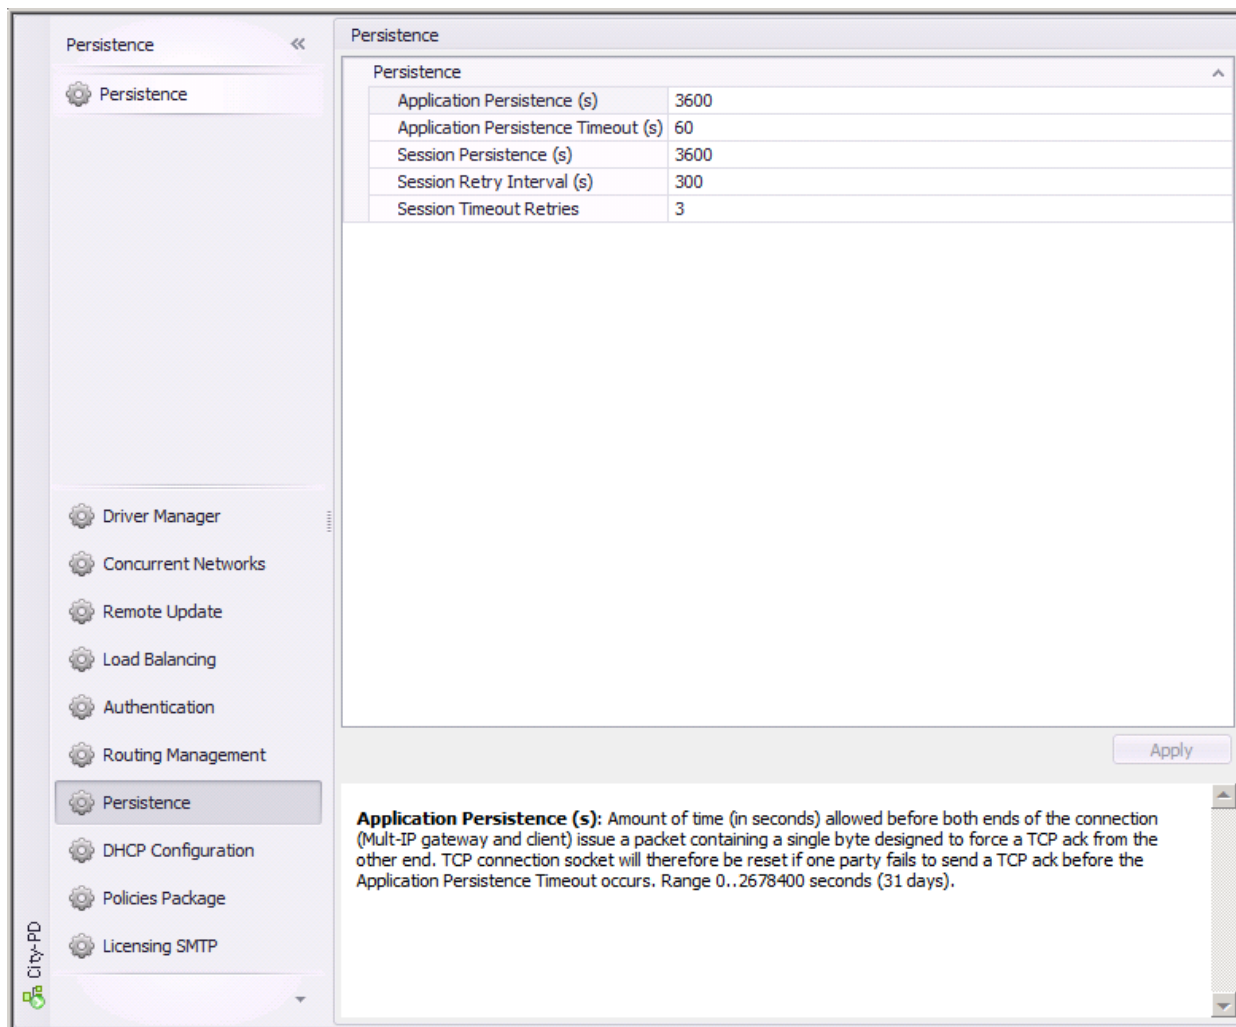 Persistence
Persistence
Driver Manager
Concurrent Networks
Remote Update
Load Balancing
Authentication
Routing Management
Persistence
DHCP Configuration
Policies Package
Licensing SMTP
City-PD
Persistence
Persistence
Application Persistence (s) 3600
Application Persistence Timeout (s) 60
Session Persistence (s) 3600
Session Retry Interval (s) 300
Session Timeout Retries 3
Apply
Application Persistence (s): Amount of time (in seconds) allowed before both ends of the connection
(Mult-IP gateway and client) issue a packet containing a single byte designed to force a TCP ack from the
other end. TCP connection socket will therefore be reset if one party fails to send a TCP ack before the
Application Persistence Timeout occurs. Range 0..2678400 seconds (31 days).